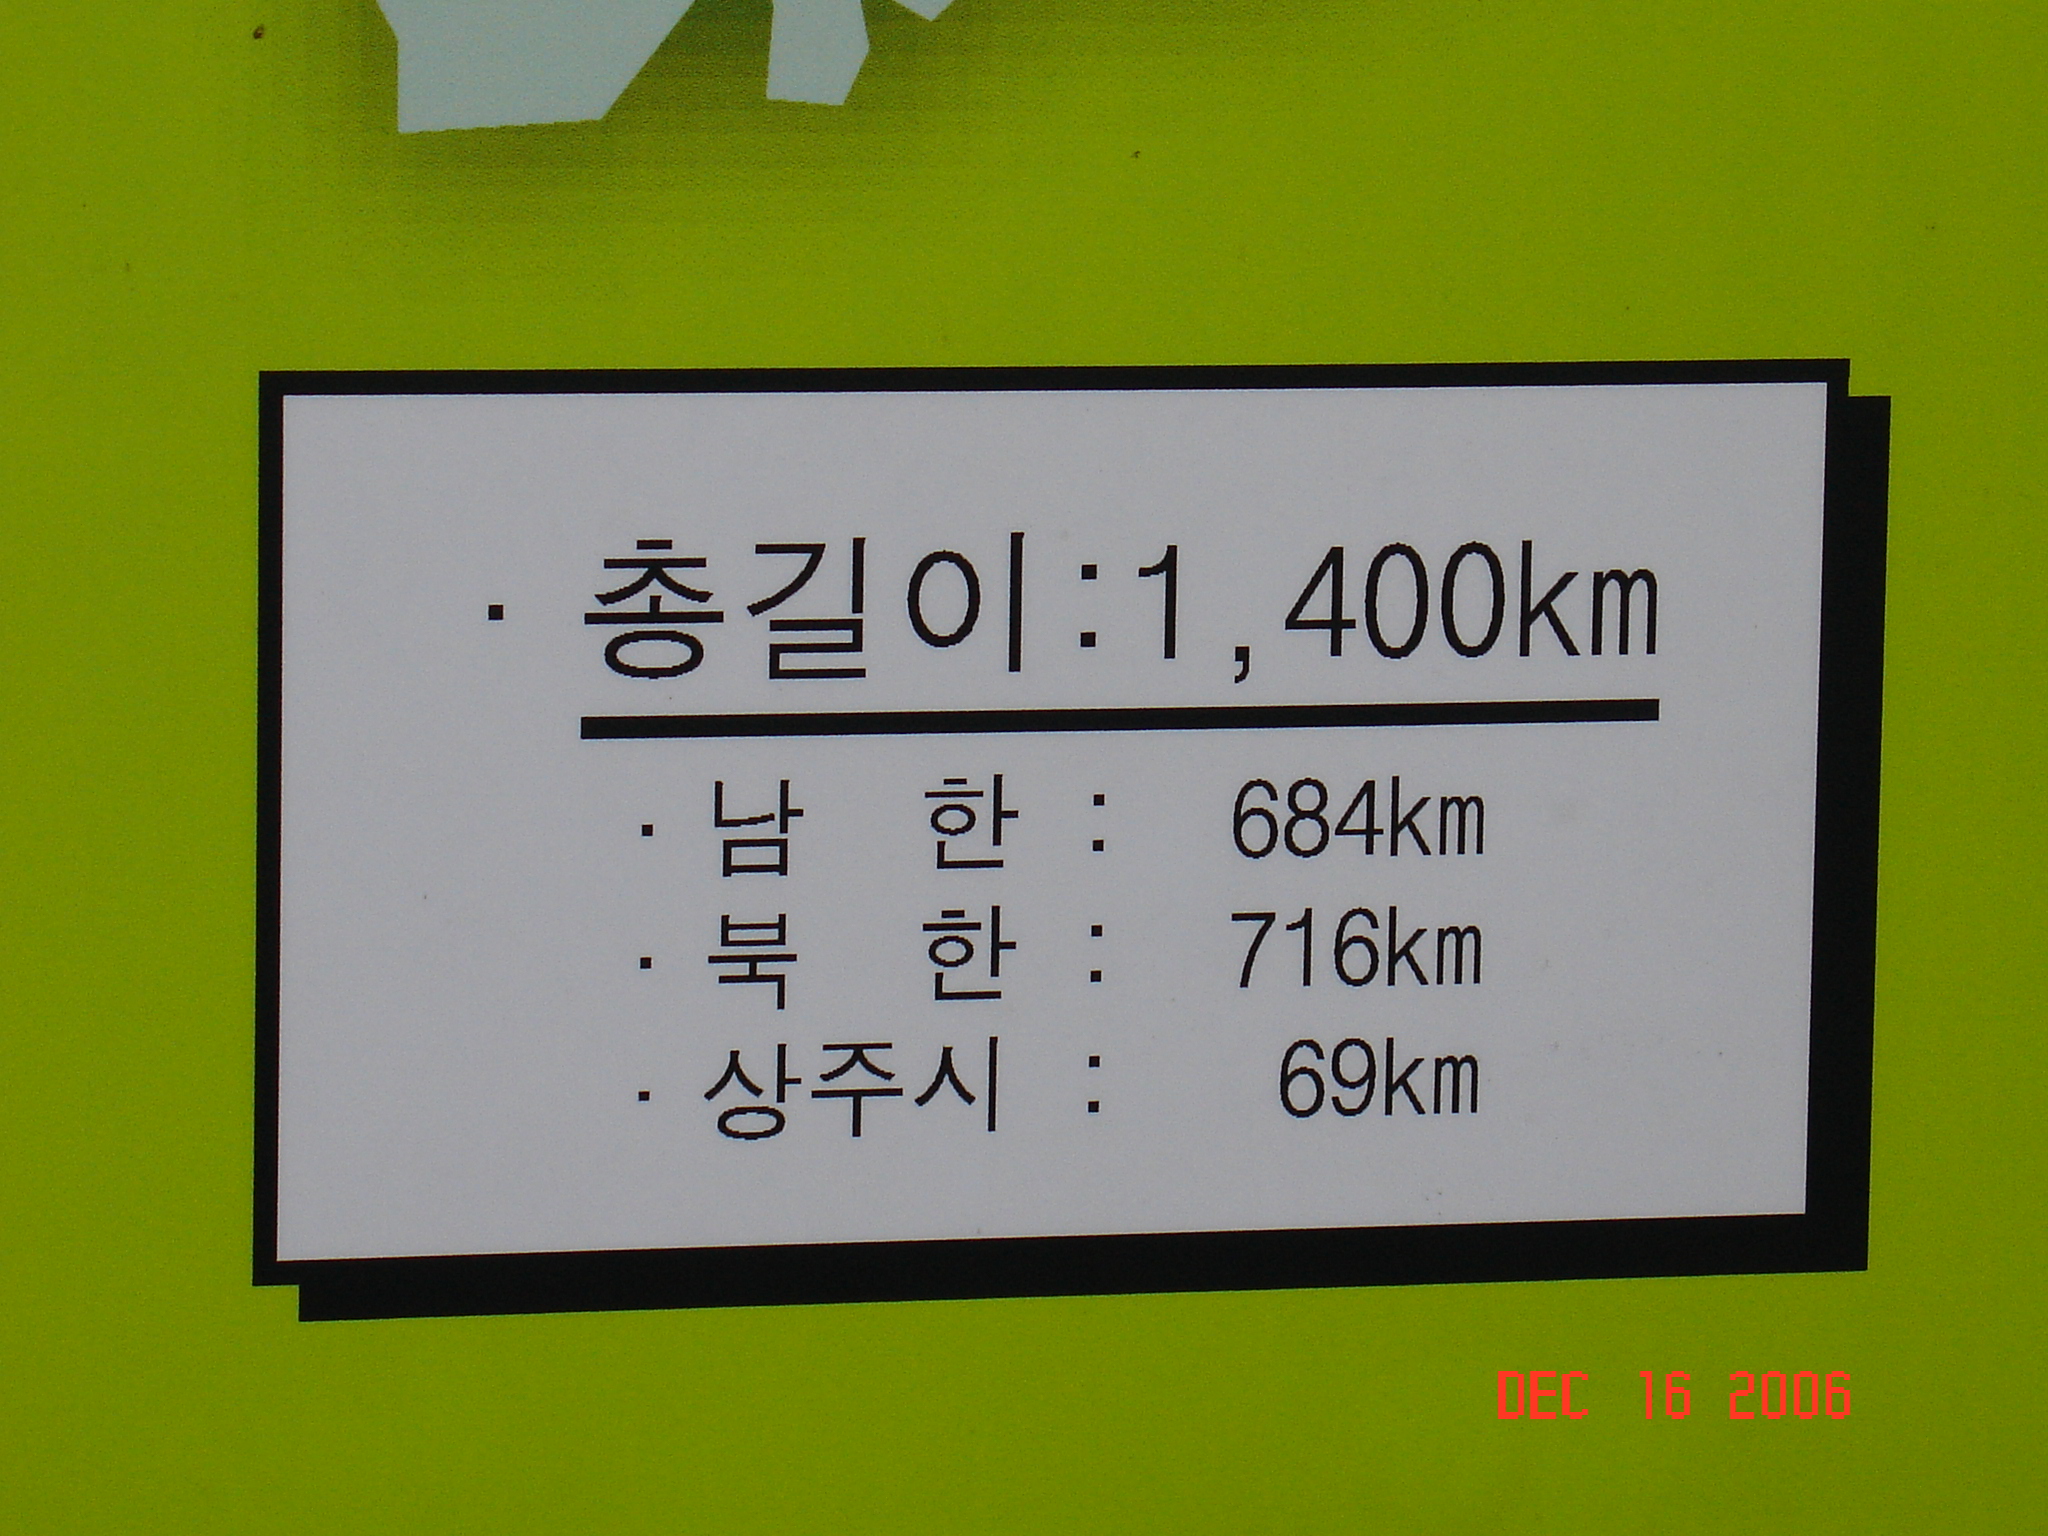 · 총길이:1,400km
· 남 한 : 684km
· 북 한 : 716km
· 상주시 : 69km
DEC 16 2006